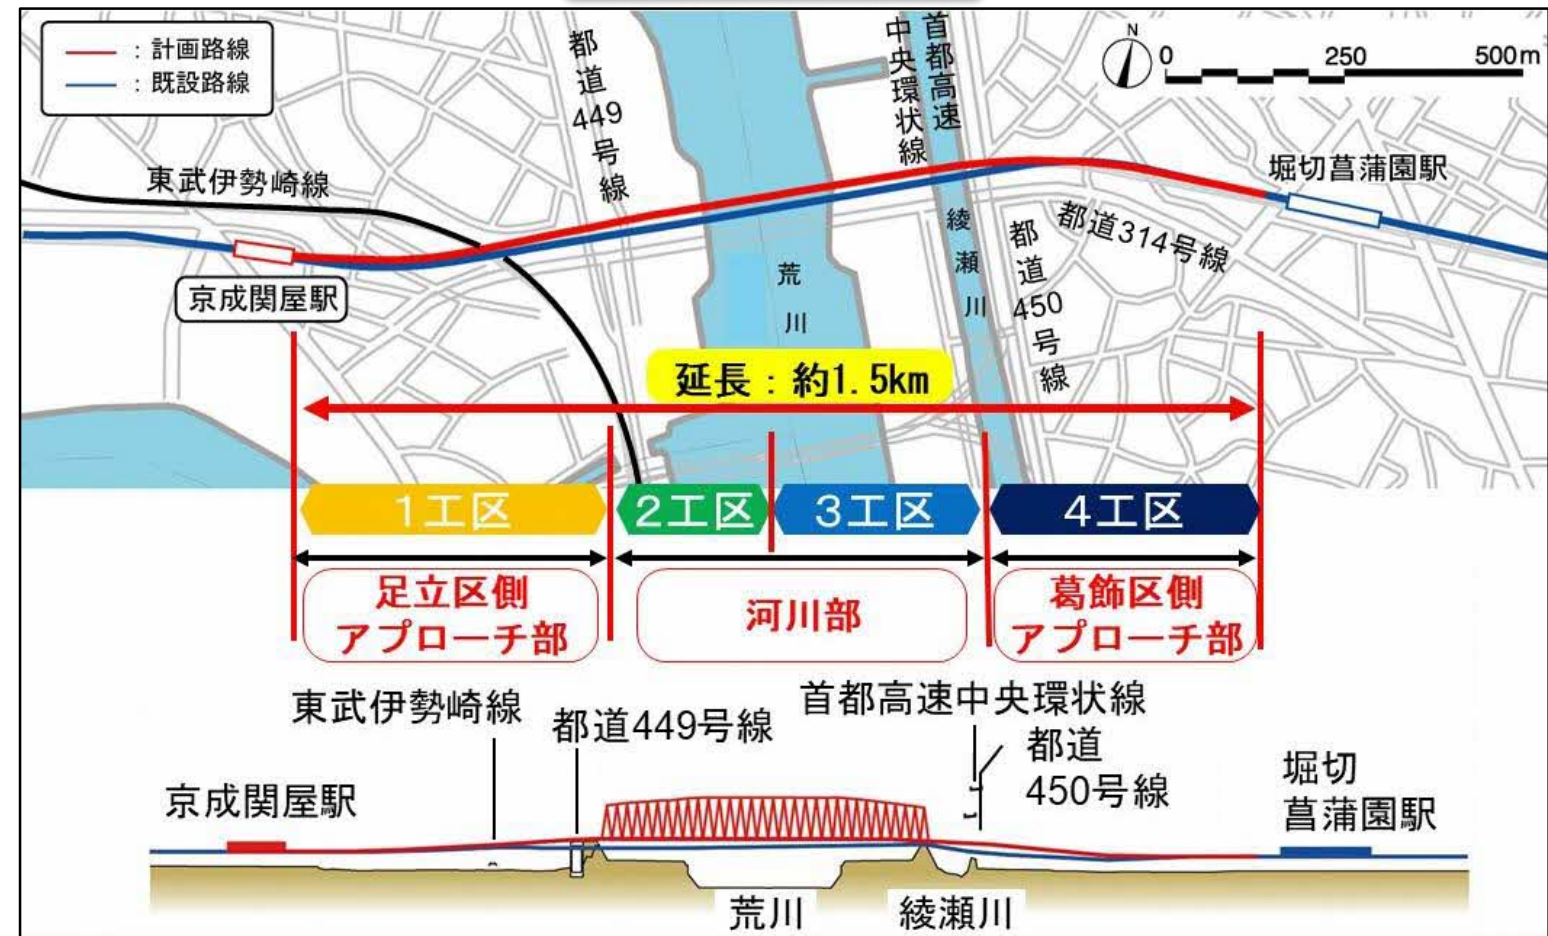 ：計画路線
：既設路線
都道449号線
首都高速
中央環状線
N
0 250 500m
東武伊勢崎線
堀切菖蒲園駅
都道314号線
綾瀬川
都道450号線
荒川
京成関屋駅
延長：約1.5km
1工区 2工区 3工区 4工区
足立区側
アプローチ部
河川部
葛飾区側
アプローチ部
東武伊勢崎線
都道449号線
首都高速中央環状線
都道
450号線
京成関屋駅
堀切
菖蒲園駅
荒川
綾瀬川